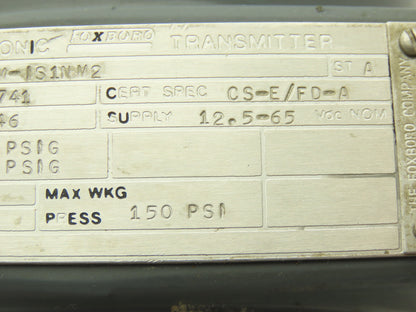 ONIC FOXBORO TRANSMITTER
-IS1NM2 ST A
741 CERT SPEC CS-E/FD-A
46 SUPPLY 12.5-65 VDC NOM
PSIG
PSIG
MAX WKG
PRESS 150 PSI
THE FOXBORO COMPANY